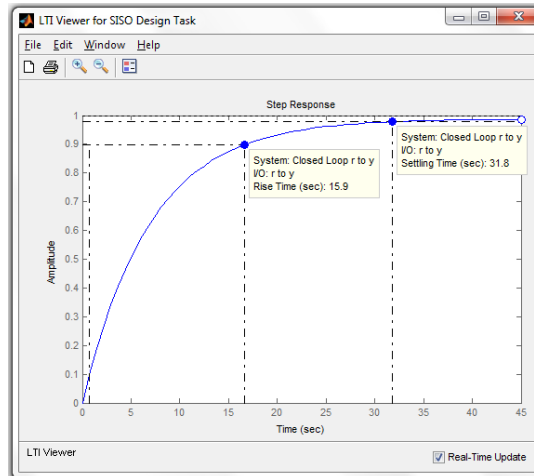 LTI Viewer for SISO Design Task
File Edit Window Help
Step Response
System: Closed Loop r to y
I/O: r to y
Rise Time (sec): 15.9
System: Closed Loop r to y
I/O: r to y
Settling Time (sec): 31.8
Amplitude
1
0.9
0.8
0.7
0.6
0.5
0.4
0.3
0.2
0.1
0
0 5 10 15 20 25 30 35 40 45
Time (sec)
LTI Viewer
Real-Time Update